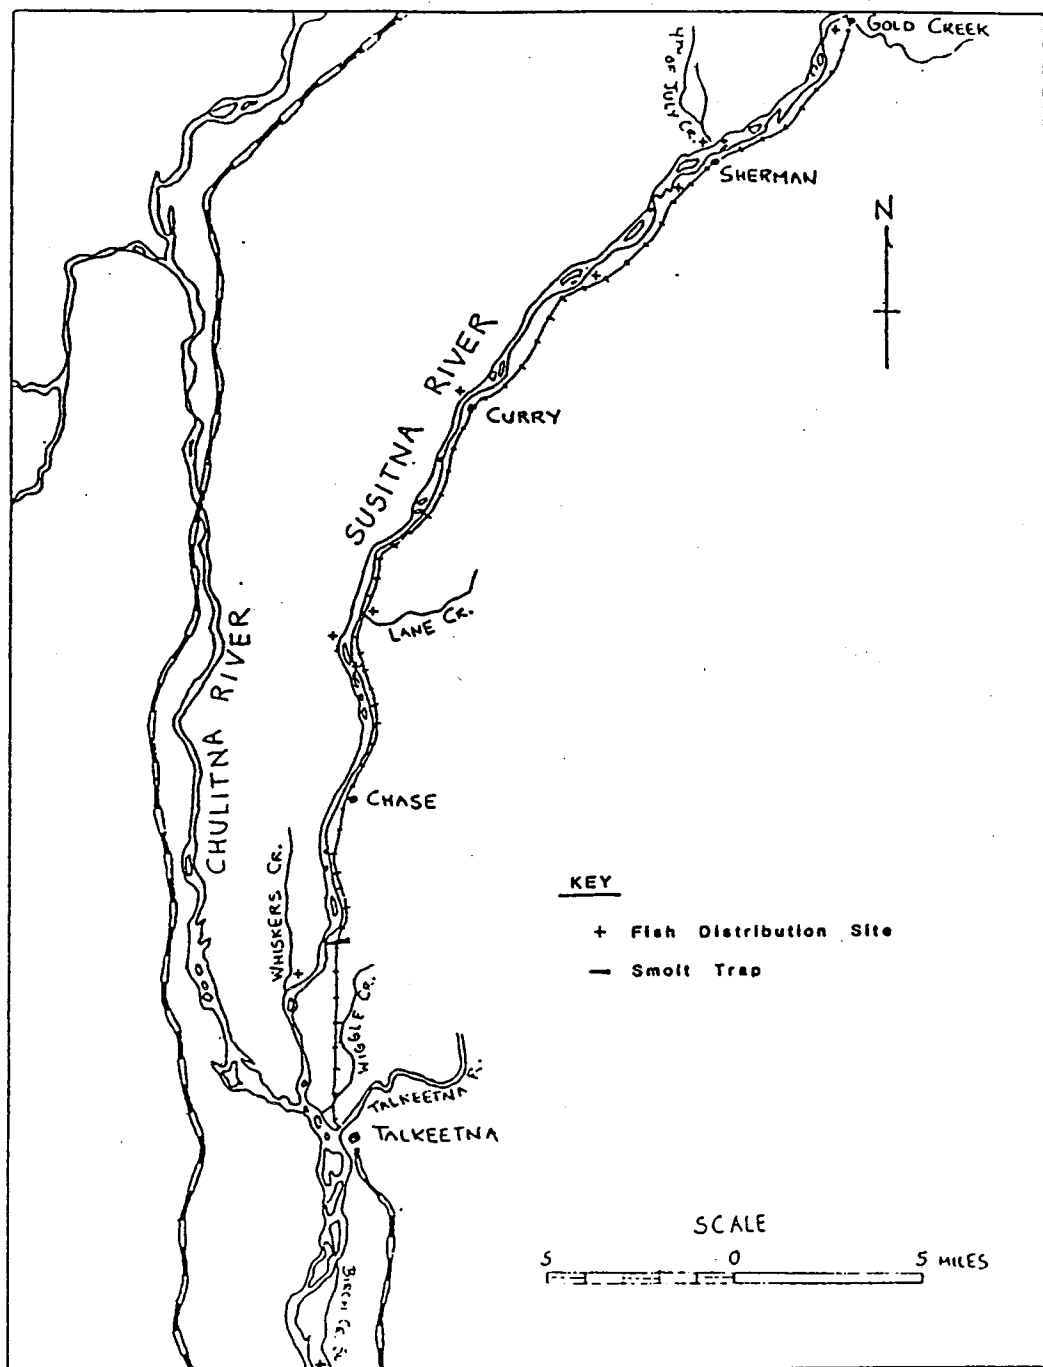 GOLD CREEK
4TH OF JULY CR.
SHERMAN
N
SUSITNA RIVER
CURRY
LANE CR.
CHULITNA RIVER
CHASE
WHISKERS CR.
KEY
+ Fish Distribution Site
— Smolt Trap
WIGGLE CR.
TALKEETNA R.
TALKEETNA
SCALE
5 0 5 MILES
BIRCH CR.